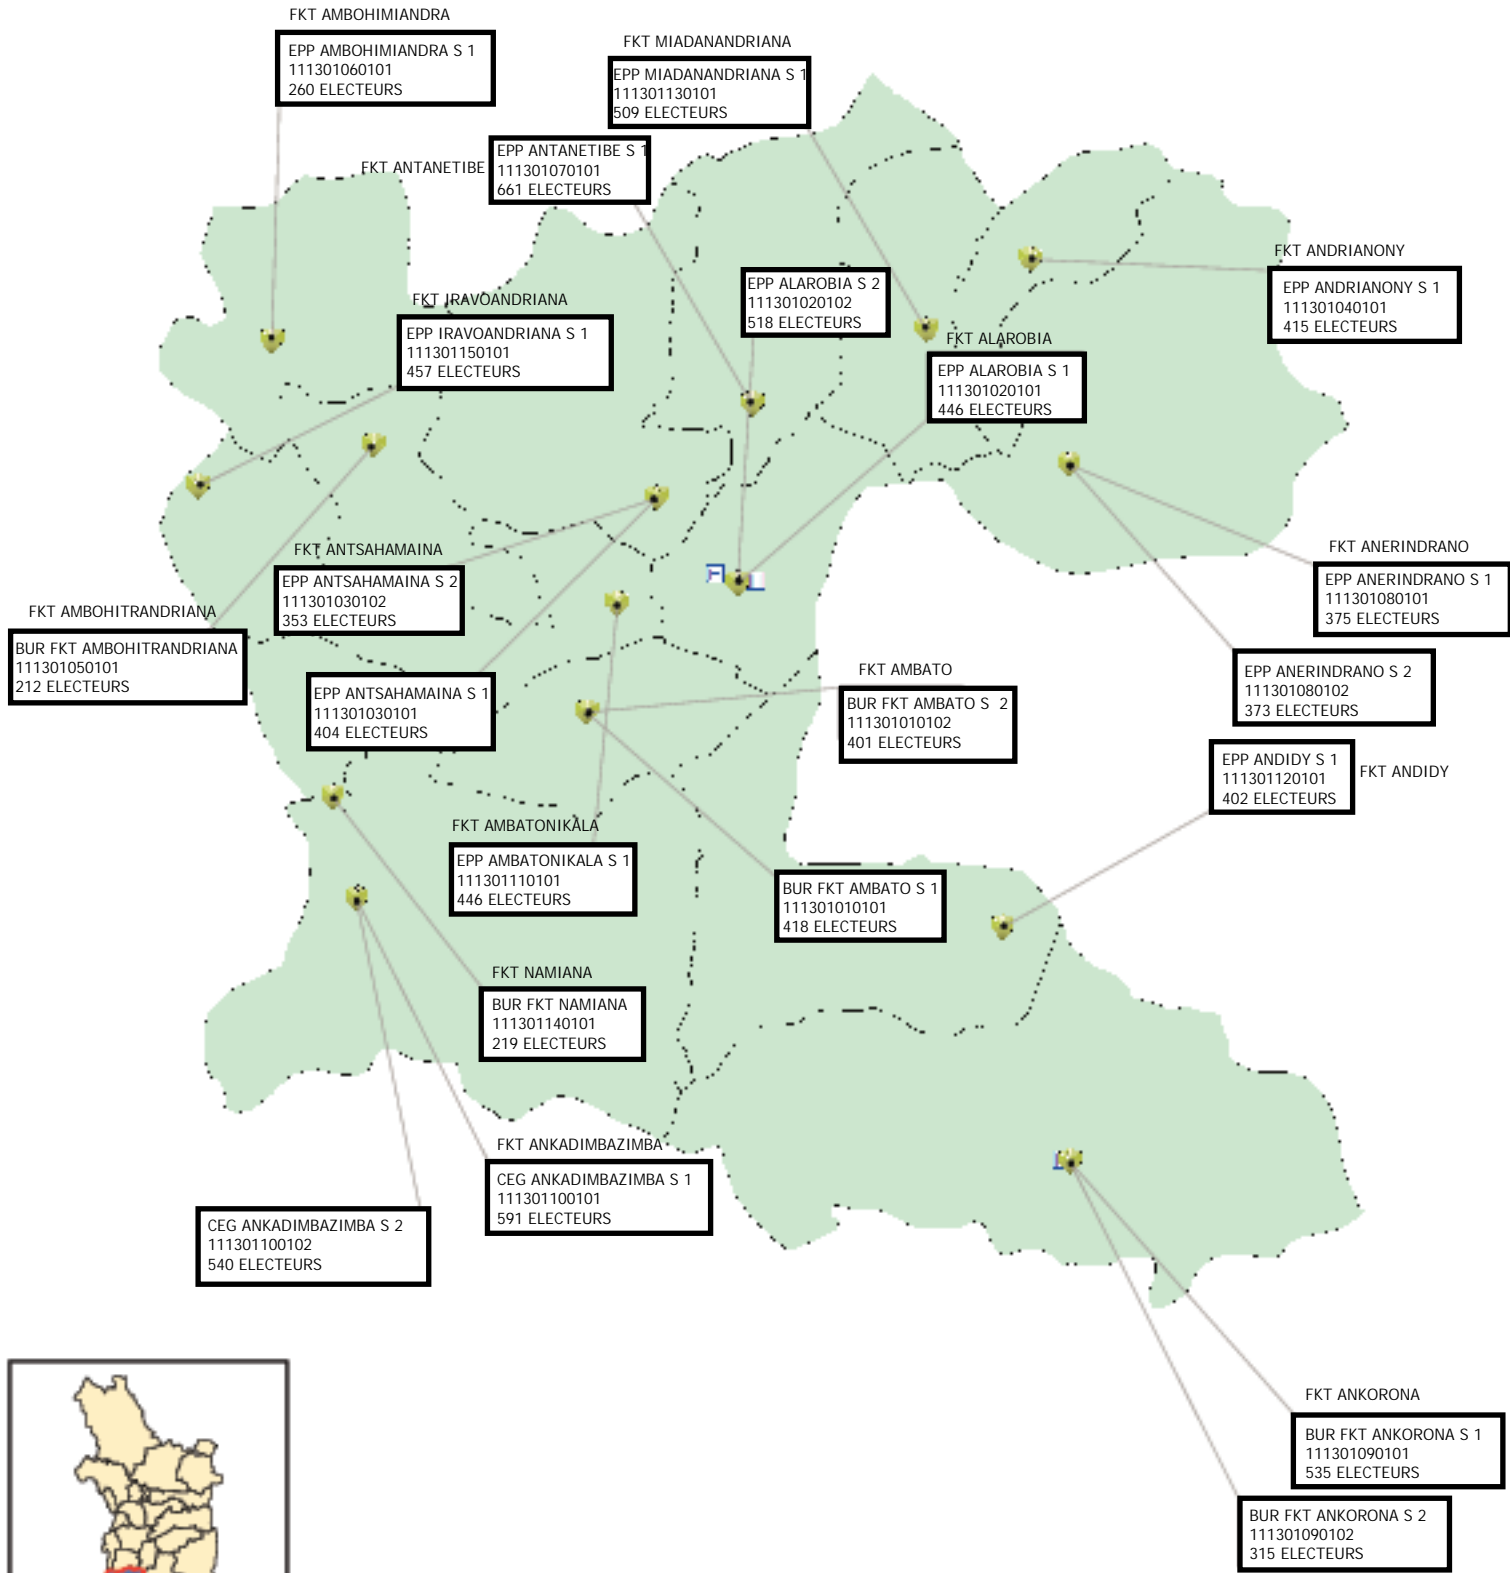 FKT AMBOHIMIANDRA
EPP AMBOHIMIANDRA S 1
111301060101
260 ELECTEURS
FKT MIADANANDRIANA
EPP MIADANANDRIANA S 1
111301130101
509 ELECTEURS
FKT ANTANETIBE
EPP ANTANETIBE S 1
111301070101
661 ELECTEURS
FKT ANDRIANONY
EPP ANDRIANONY S 1
111301040101
415 ELECTEURS
EPP ALAROBIA S 2
111301020102
518 ELECTEURS
FKT IRAVOANDRIANA
EPP IRAVOANDRIANA S 1
111301150101
457 ELECTEURS
FKT ALAROBIA
EPP ALAROBIA S 1
111301020101
446 ELECTEURS
FKT ANTSAHAMAINA
EPP ANTSAHAMAINA S 2
111301030102
353 ELECTEURS
FKT ANERINDRANO
EPP ANERINDRANO S 1
111301080101
375 ELECTEURS
FKT AMBOHITRANDRIANA
BUR FKT AMBOHITRANDRIANA
111301050101
212 ELECTEURS
EPP ANERINDRANO S 2
111301080102
373 ELECTEURS
EPP ANTSAHAMAINA S 1
111301030101
404 ELECTEURS
FKT AMBATO
BUR FKT AMBATO S 2
111301010102
401 ELECTEURS
EPP ANDIDY S 1
111301120101
402 ELECTEURS
FKT ANDIDY
FKT AMBATONIKALA
EPP AMBATONIKALA S 1
111301110101
446 ELECTEURS
BUR FKT AMBATO S 1
111301010101
418 ELECTEURS
FKT NAMIANA
BUR FKT NAMIANA
111301140101
219 ELECTEURS
FKT ANKADIMBAZIMBA
CEG ANKADIMBAZIMBA S 1
111301100101
591 ELECTEURS
CEG ANKADIMBAZIMBA S 2
111301100102
540 ELECTEURS
FKT ANKORONA
BUR FKT ANKORONA S 1
111301090101
535 ELECTEURS
BUR FKT ANKORONA S 2
111301090102
315 ELECTEURS